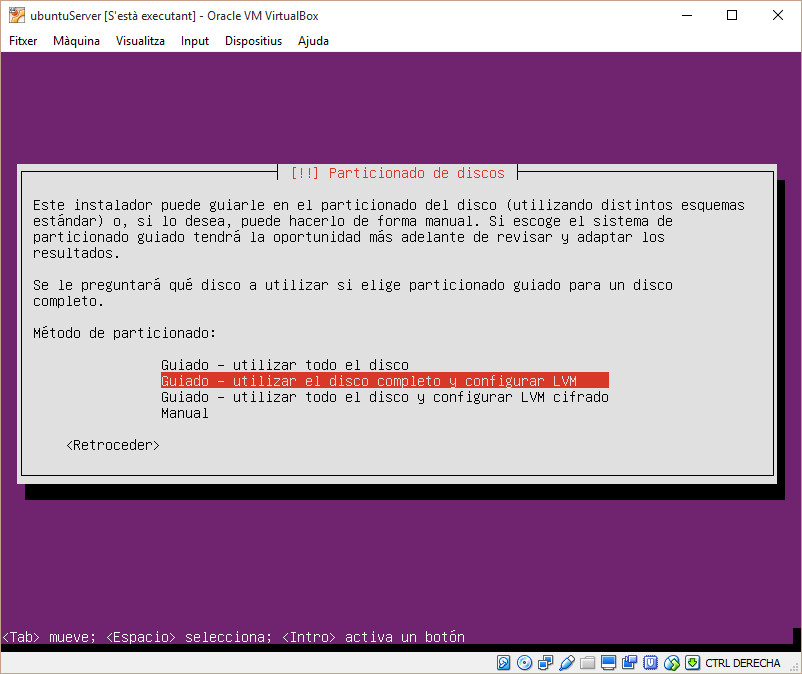 ubuntuServer [S'està executant] - Oracle VM VirtualBox
Fitxer Màquina Visualitza Input Dispositius Ajuda
[!!] Particionado de discos
Este instalador puede guiarle en el particionado del disco (utilizando distintos esquemas
estándar) o, si lo desea, puede hacerlo de forma manual. Si escoge el sistema de
particionado guiado tendrá la oportunidad más adelante de revisar y adaptar los
resultados.
Se le preguntará qué disco a utilizar si elige particionado guiado para un disco
completo.
Método de particionado:
Guiado - utilizar todo el disco
Guiado - utilizar el disco completo y configurar LVM
Guiado - utilizar todo el disco y configurar LVM cifrado
Manual
<Retroceder>
<Tab> mueve; <Espacio> selecciona; <Intro> activa un botón
CTRL DERECHA